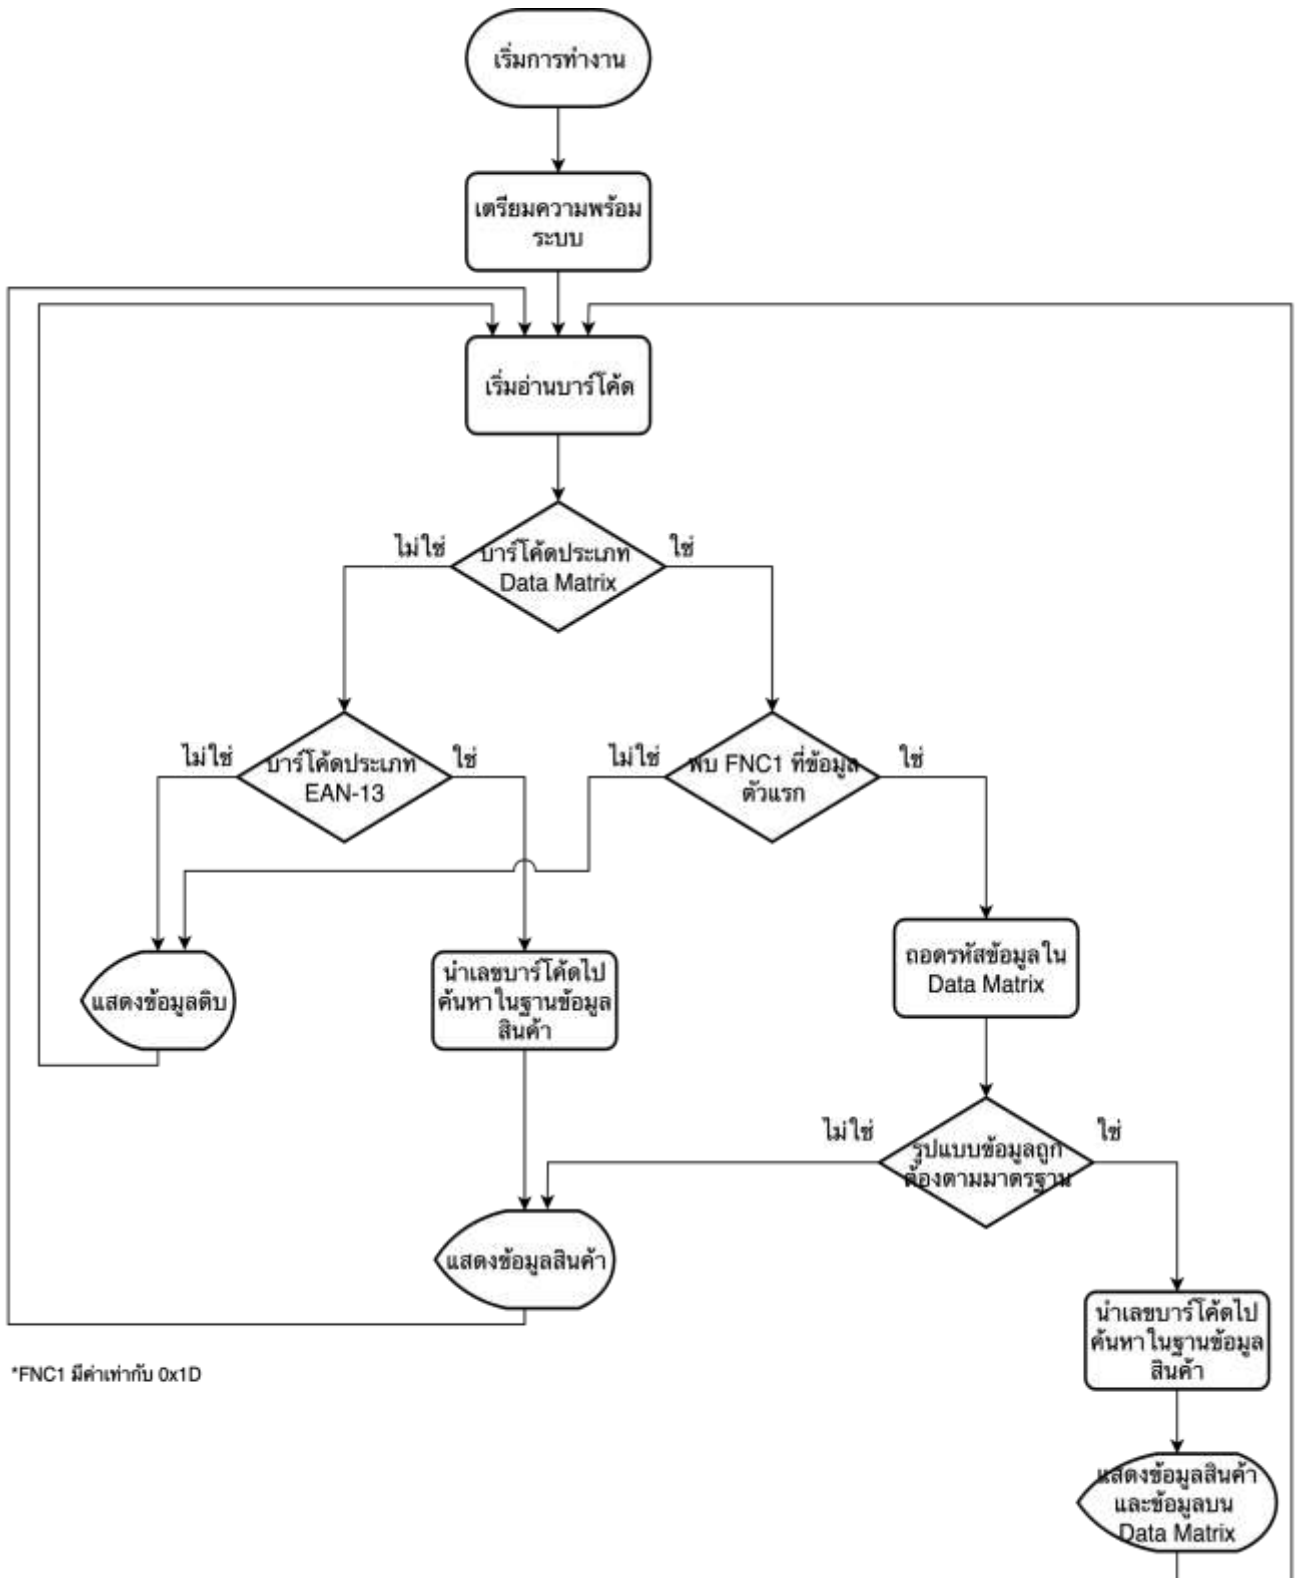 เริ่มการทำงาน
เตรียมความพร้อม
ระบบ
เริ่มอ่านบาร์โค้ด
ไม่ใช่
บาร์โค้ดประเภท
Data Matrix
ใช่
ไม่ใช่
บาร์โค้ดประเภท
EAN-13
ใช่
ไม่ใช่
พบ FNC1 ที่ข้อมูล
ตัวแรก
ใช่
แสดงข้อมูลดิบ
นำเลขบาร์โค้ดไป
ค้นหาในฐานข้อมูล
สินค้า
ถอดรหัสข้อมูลใน
Data Matrix
ไม่ใช่
รูปแบบข้อมูลถูก
ต้องตามมาตรฐาน
ใช่
แสดงข้อมูลสินค้า
นำเลขบาร์โค้ดไป
ค้นหาในฐานข้อมูล
สินค้า
*FNC1 มีค่าเท่ากับ 0x1D
แสดงข้อมูลสินค้า
และข้อมูลบน
Data Matrix